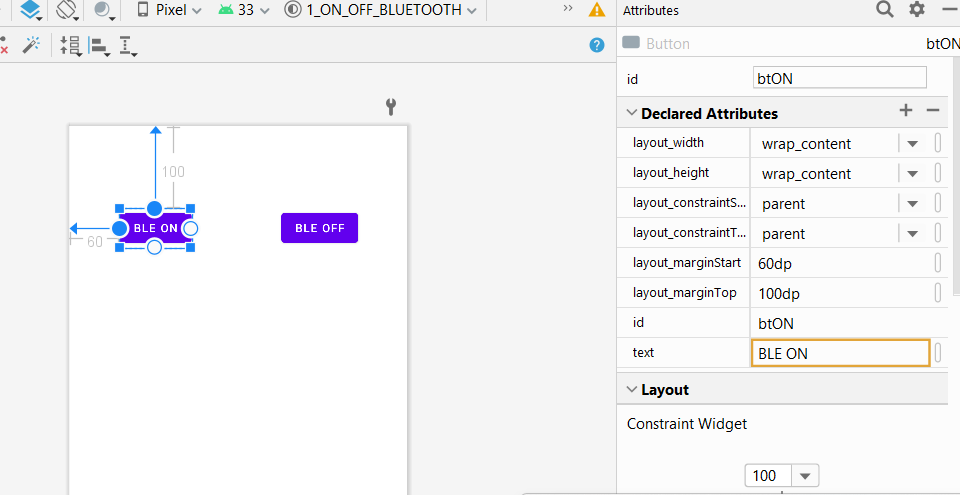 Pixel 33 1_ON_OFF_BLUETOOTH
100
60
BLE ON
BLE OFF
Attributes
Button btON
id btON
Declared Attributes
layout_width wrap_content
layout_height wrap_content
layout_constraintS... parent
layout_constraintT... parent
layout_marginStart 60dp
layout_marginTop 100dp
id btON
text BLE ON
Layout
Constraint Widget
100